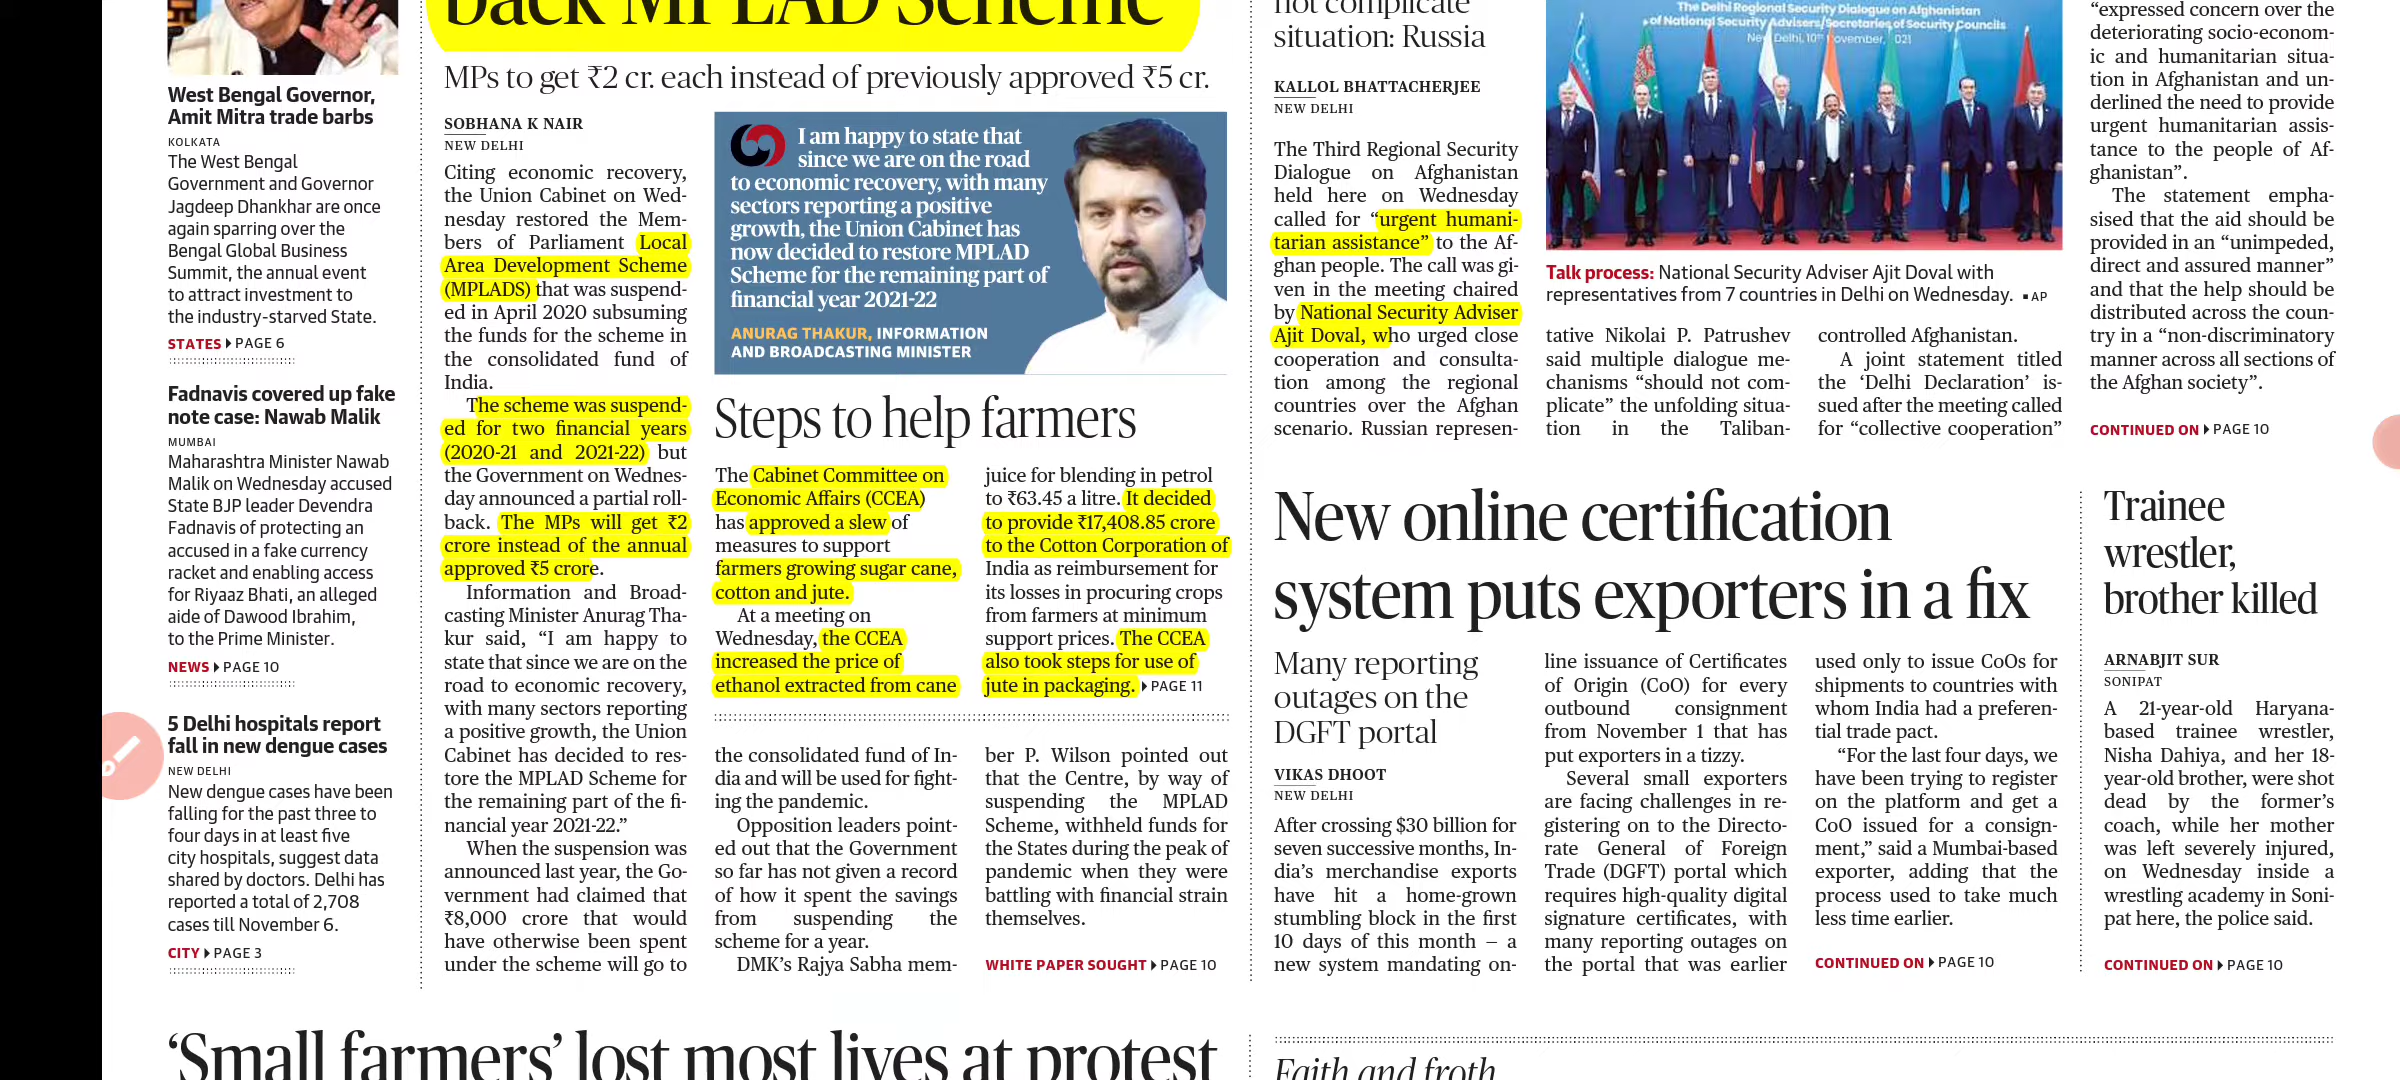 back MPLAD Scheme
MPs to get ₹2 cr. each instead of previously approved ₹5 cr.
West Bengal Governor,
Amit Mitra trade barbs
KOLKATA
The West Bengal
Government and Governor
Jagdeep Dhankhar are once
again sparring over the
Bengal Global Business
Summit, the annual event
to attract investment to
the industry-starved State.
STATES PAGE 6
Fadnavis covered up fake
note case: Nawab Malik
MUMBAI
Maharashtra Minister Nawab
Malik on Wednesday accused
State BJP leader Devendra
Fadnavis of protecting an
accused in a fake currency
racket and enabling access
for Riyaaz Bhati, an alleged
aide of Dawood Ibrahim,
to the Prime Minister.
NEWS PAGE 10
5 Delhi hospitals report
fall in new dengue cases
NEW DELHI
New dengue cases have been
falling for the past three to
four days in at least five
city hospitals, suggest data
shared by doctors. Delhi has
reported a total of 2,708
cases till November 6.
CITY PAGE 3
SOBHANA K NAIR
NEW DELHI
Citing economic recovery,
the Union Cabinet on Wed-
nesday restored the Mem-
bers of Parliament Local
Area Development Scheme
(MPLADS) that was suspend-
ed in April 2020 subsuming
the funds for the scheme in
the consolidated fund of
India.
The scheme was suspend-
ed for two financial years
(2020-21 and 2021-22) but
the Government on Wednes-
day announced a partial roll-
back. The MPs will get ₹2
crore instead of the annual
approved ₹5 crore.
Information and Broad-
casting Minister Anurag Tha-
kur said, “I am happy to
state that since we are on the
road to economic recovery,
with many sectors reporting
a positive growth, the Union
Cabinet has decided to res-
tore the MPLAD Scheme for
the remaining part of the fi-
nancial year 2021-22.”
When the suspension was
announced last year, the Go-
vernment had claimed that
₹8,000 crore that would
have otherwise been spent
under the scheme will go to
I am happy to state that
since we are on the road
to economic recovery, with many
sectors reporting a positive
growth, the Union Cabinet has
now decided to restore MPLAD
Scheme for the remaining part of
financial year 2021-22
ANURAG THAKUR, INFORMATION
AND BROADCASTING MINISTER
Steps to help farmers
The Cabinet Committee on
Economic Affairs (CCEA)
has approved a slew of
measures to support
farmers growing sugar cane,
cotton and jute.
At a meeting on
Wednesday, the CCEA
increased the price of
ethanol extracted from cane
juice for blending in petrol
to ₹63.45 a litre. It decided
to provide ₹17,408.85 crore
to the Cotton Corporation of
India as reimbursement for
its losses in procuring crops
from farmers at minimum
support prices. The CCEA
also took steps for use of
jute in packaging. PAGE 11
the consolidated fund of In-
dia and will be used for fight-
ing the pandemic.
Opposition leaders point-
ed out that the Government
so far has not given a record
of how it spent the savings
from suspending the
scheme for a year.
DMK’s Rajya Sabha mem-
ber P. Wilson pointed out
that the Centre, by way of
suspending the MPLAD
Scheme, withheld funds for
the States during the peak of
pandemic when they were
battling with financial strain
themselves.
WHITE PAPER SOUGHT PAGE 10
not complicate
situation: Russia
KALLOL BHATTACHERJEE
NEW DELHI
The Third Regional Security
Dialogue on Afghanistan
held here on Wednesday
called for “urgent humani-
tarian assistance” to the Af-
ghan people. The call was gi-
ven in the meeting chaired
by National Security Adviser
Ajit Doval, who urged close
cooperation and consulta-
tion among the regional
countries over the Afghan
scenario. Russian represen-
The Delhi Regional Security Dialogue on Afghanistan
of National Security Advisers/Secretaries of Security Councils
New Delhi, 10th November, 2021
Talk process: National Security Adviser Ajit Doval with
representatives from 7 countries in Delhi on Wednesday. ▪ AP
tative Nikolai P. Patrushev
said multiple dialogue me-
chanisms “should not com-
plicate” the unfolding situa-
tion in the Taliban-
controlled Afghanistan.
A joint statement titled
the ‘Delhi Declaration’ is-
sued after the meeting called
for “collective cooperation”
“expressed concern over the
deteriorating socio-econom-
ic and humanitarian situa-
tion in Afghanistan and un-
derlined the need to provide
urgent humanitarian assis-
tance to the people of Af-
ghanistan”.
The statement empha-
sised that the aid should be
provided in an “unimpeded,
direct and assured manner”
and that the help should be
distributed across the coun-
try in a “non-discriminatory
manner across all sections of
the Afghan society”.
CONTINUED ON PAGE 10
New online certification
system puts exporters in a fix
Many reporting
outages on the
DGFT portal
VIKAS DHOOT
NEW DELHI
After crossing $30 billion for
seven successive months, In-
dia’s merchandise exports
have hit a home-grown
stumbling block in the first
10 days of this month – a
new system mandating on-
line issuance of Certificates
of Origin (CoO) for every
outbound consignment
from November 1 that has
put exporters in a tizzy.
Several small exporters
are facing challenges in re-
gistering on to the Directo-
rate General of Foreign
Trade (DGFT) portal which
requires high-quality digital
signature certificates, with
many reporting outages on
the portal that was earlier
used only to issue CoOs for
shipments to countries with
whom India had a preferen-
tial trade pact.
“For the last four days, we
have been trying to register
on the platform and get a
CoO issued for a consign-
ment,” said a Mumbai-based
exporter, adding that the
process used to take much
less time earlier.
CONTINUED ON PAGE 10
Trainee
wrestler,
brother killed
ARNABJIT SUR
SONIPAT
A 21-year-old Haryana-
based trainee wrestler,
Nisha Dahiya, and her 18-
year-old brother, were shot
dead by the former’s
coach, while her mother
was left severely injured,
on Wednesday inside a
wrestling academy in Soni-
pat here, the police said.
CONTINUED ON PAGE 10
‘Small farmers’ lost most lives at protest
Faith and froth